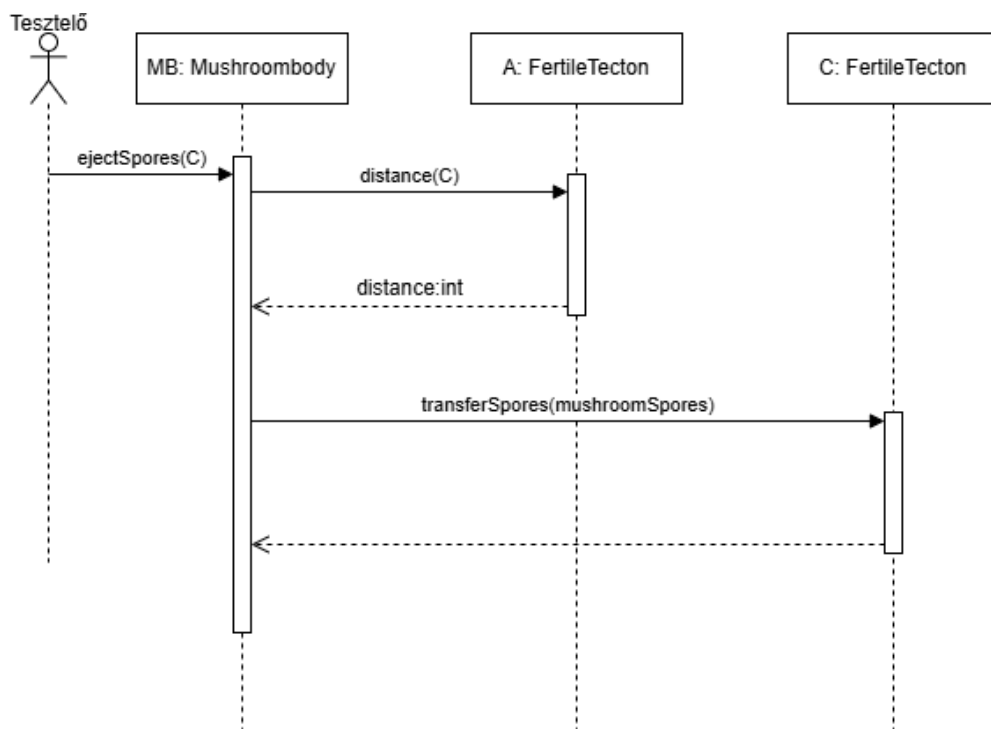 Tesztelő
MB: Mushroombody
A: FertileTecton
C: FertileTecton
ejectSpores(C)
distance(C)
distance:int
transferSpores(mushroomSpores)